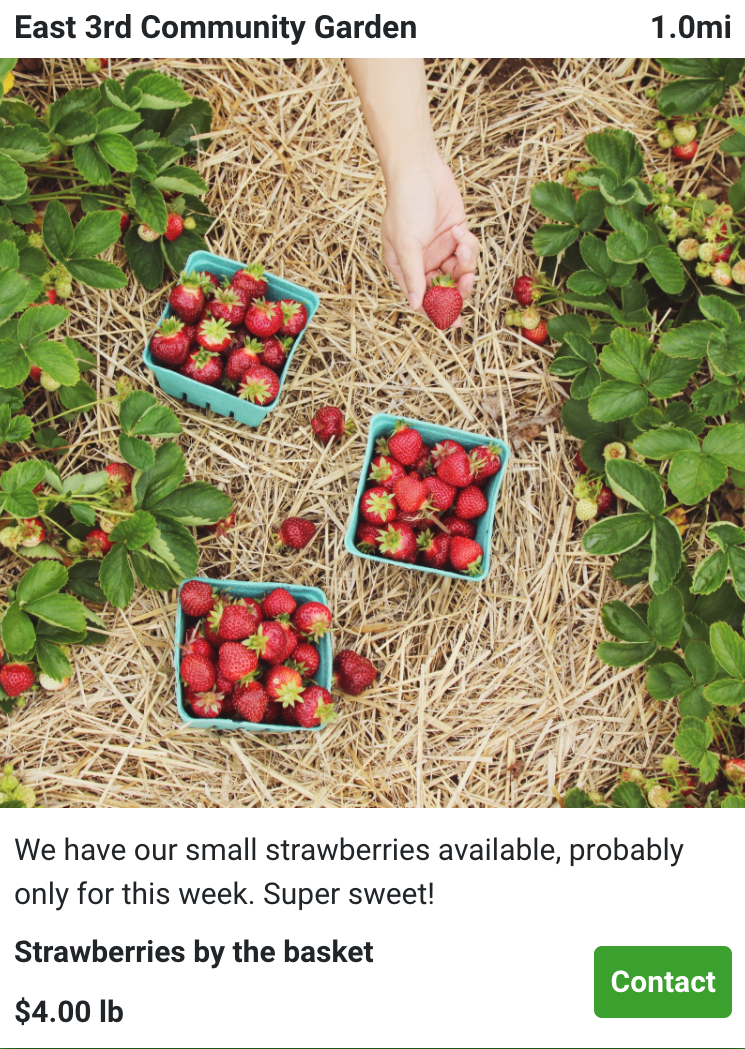 East 3rd Community Garden 1.0mi
We have our small strawberries available, probably
only for this week. Super sweet!
Strawberries by the basket
Contact
$4.00 lb